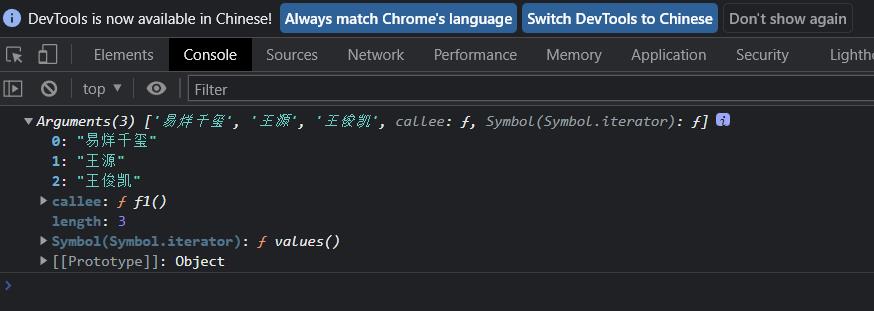 DevTools is now available in Chinese! Always match Chrome's language Switch DevTools to Chinese Don't show again
Elements Console Sources Network Performance Memory Application Security Lighth
top Filter
Arguments(3) ['易烊千玺', '王源', '王俊凯', callee: ƒ, Symbol(Symbol.iterator): ƒ]
0: "易烊千玺"
1: "王源"
2: "王俊凯"
callee: ƒ f1()
length: 3
Symbol(Symbol.iterator): ƒ values()
[[Prototype]]: Object